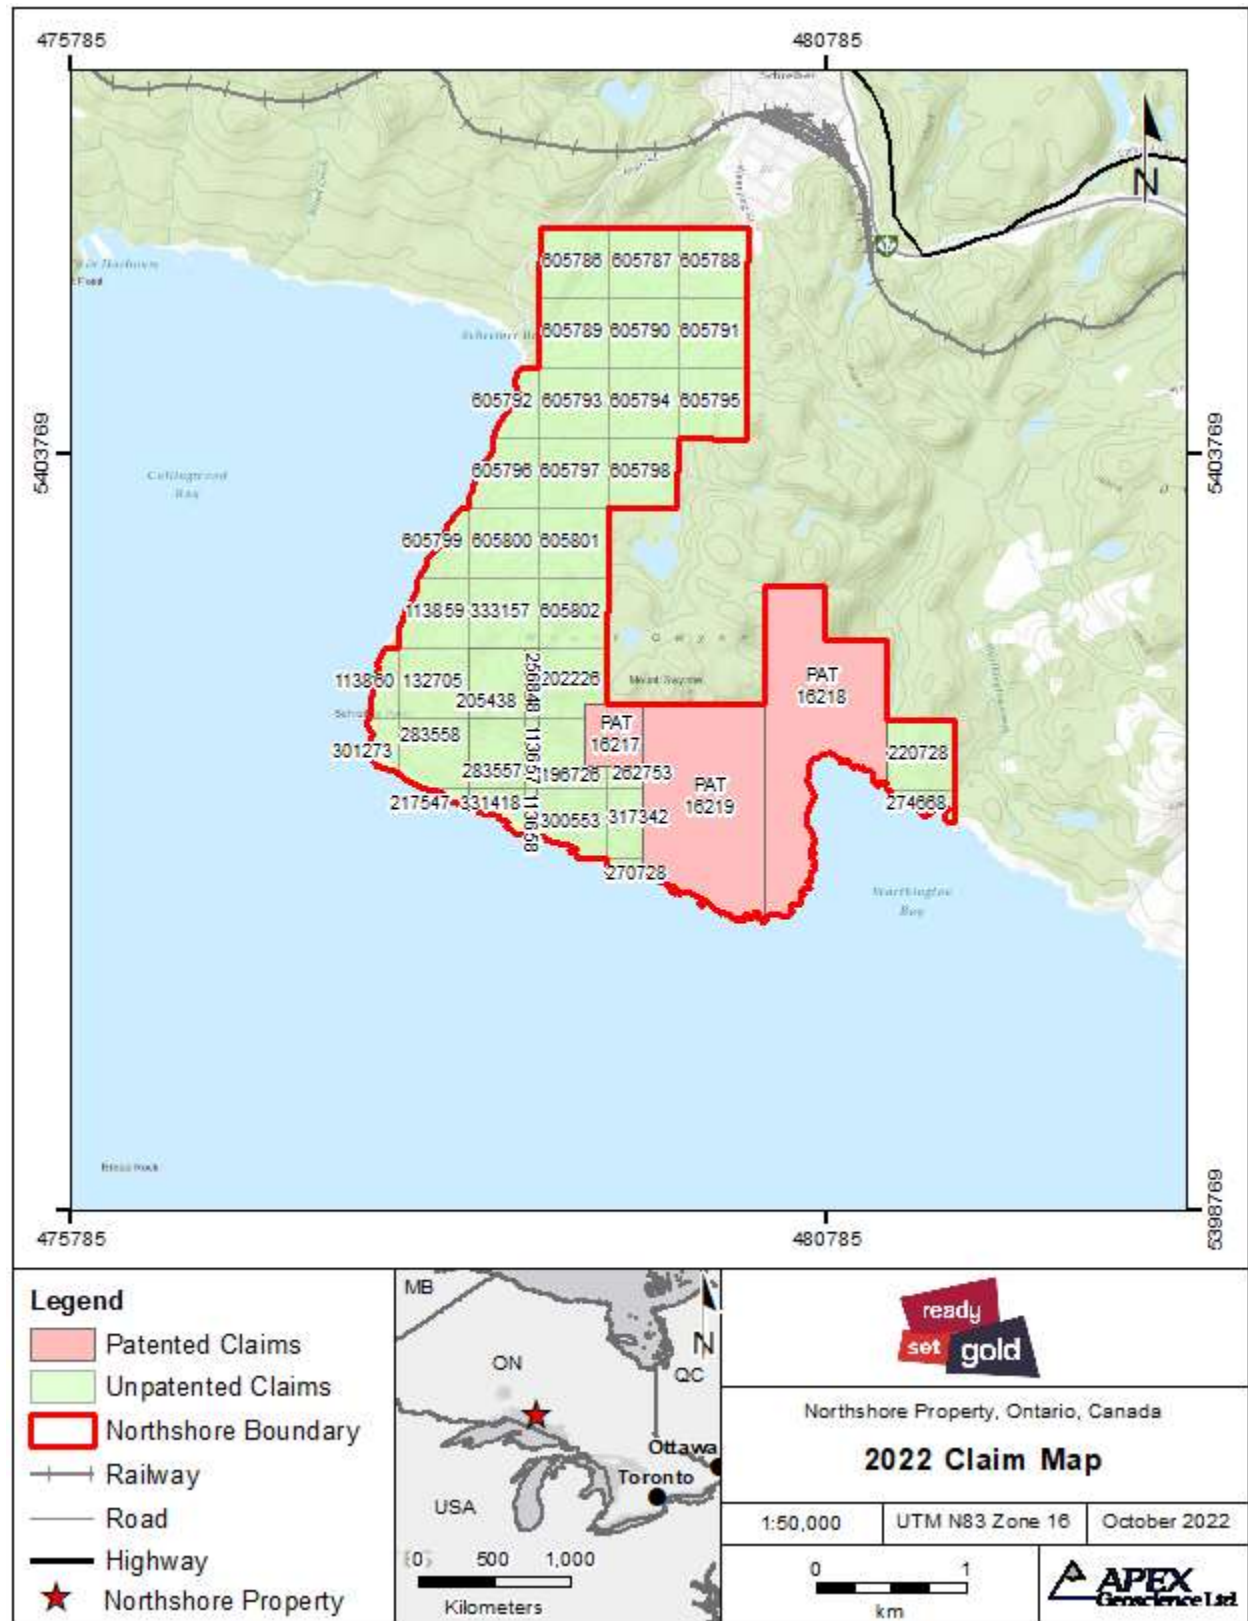 475785
480785
Schreiber
605786 605787 605788
605789 605790 605791
605792 605793 605794 605795
5403769
5403769
605796 605797 605798
Collingwood
Bay
605799 605800 605801
113859 333157 605802
113860 132705
205438
256848
202226
PAT
16218
PAT
16217
301273
283558
283557
113657
196726
262753
PAT
16219
220728
274668
217547
331418
113658
300553
317342
270728
Worthington
Bay
5398769
475785
480785
Legend
Patented Claims
Unpatented Claims
Northshore Boundary
Railway
Road
Highway
Northshore Property
MB
ON
QC
N
N
Ottawa
Toronto
USA
0 500 1,000
Kilometers
ready
set gold
Northshore Property, Ontario, Canada
2022 Claim Map
1:50,000
UTM N83 Zone 16
October 2022
0 1
km
APEX
Geoscience Ltd.